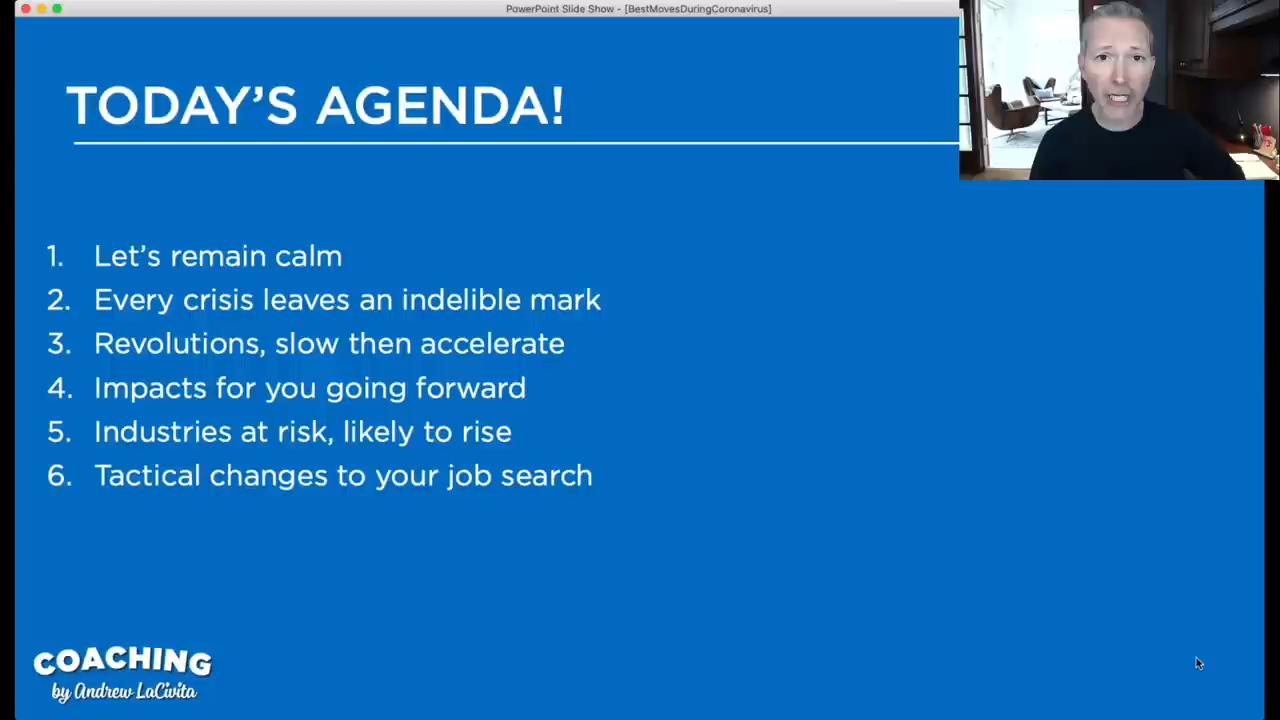 PowerPoint Slide Show - [BestMovesDuringCoronavirus]
TODAY'S AGENDA!
1. Let's remain calm
2. Every crisis leaves an indelible mark
3. Revolutions, slow then accelerate
4. Impacts for you going forward
5. Industries at risk, likely to rise
6. Tactical changes to your job search
COACHING
by Andrew LaCivita